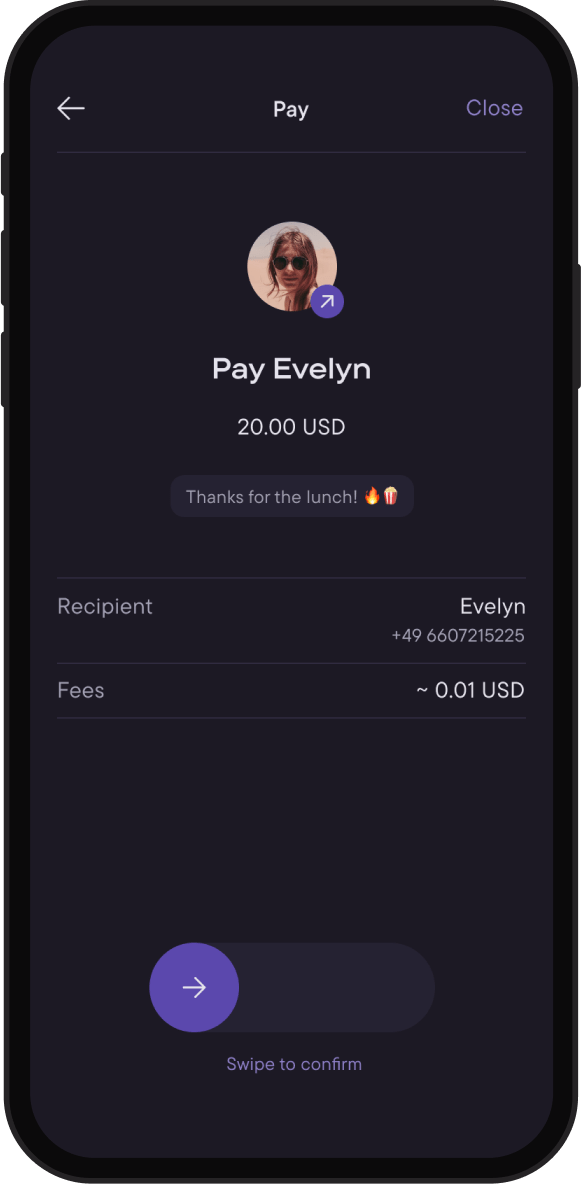 Pay
Close
Pay Evelyn
20.00 USD
Thanks for the lunch! 🔥🍿
Recipient
Evelyn
+49 6607215225
Fees
~ 0.01 USD
Swipe to confirm